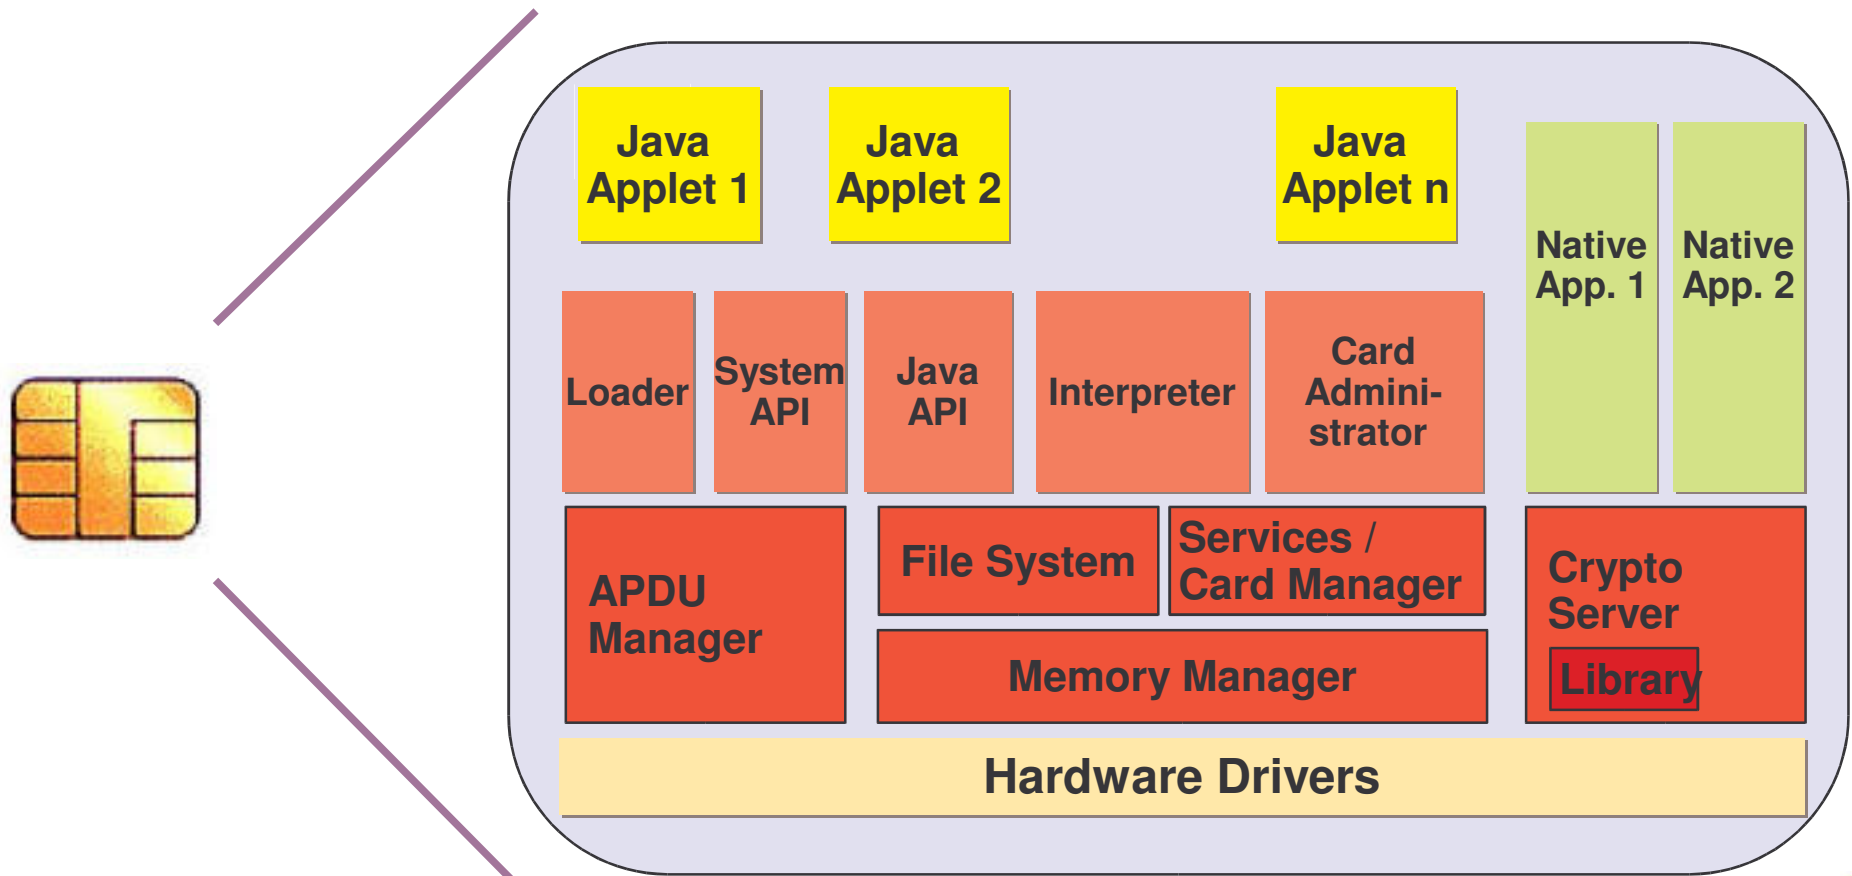 Java
Applet 1
Java
Applet 2
Java
Applet n
Native
App. 1
Native
App. 2
Loader
System
API
Java
API
Interpreter
Card
Admini-
strator
APDU
Manager
File System
Services /
Card Manager
Memory Manager
Crypto
Server
Library
Hardware Drivers